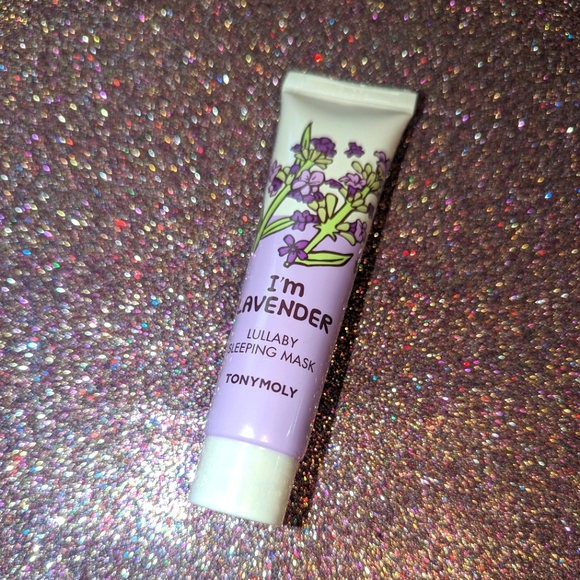 I'm
LAVENDER
LULLABY
SLEEPING MASK
TONYMOLY